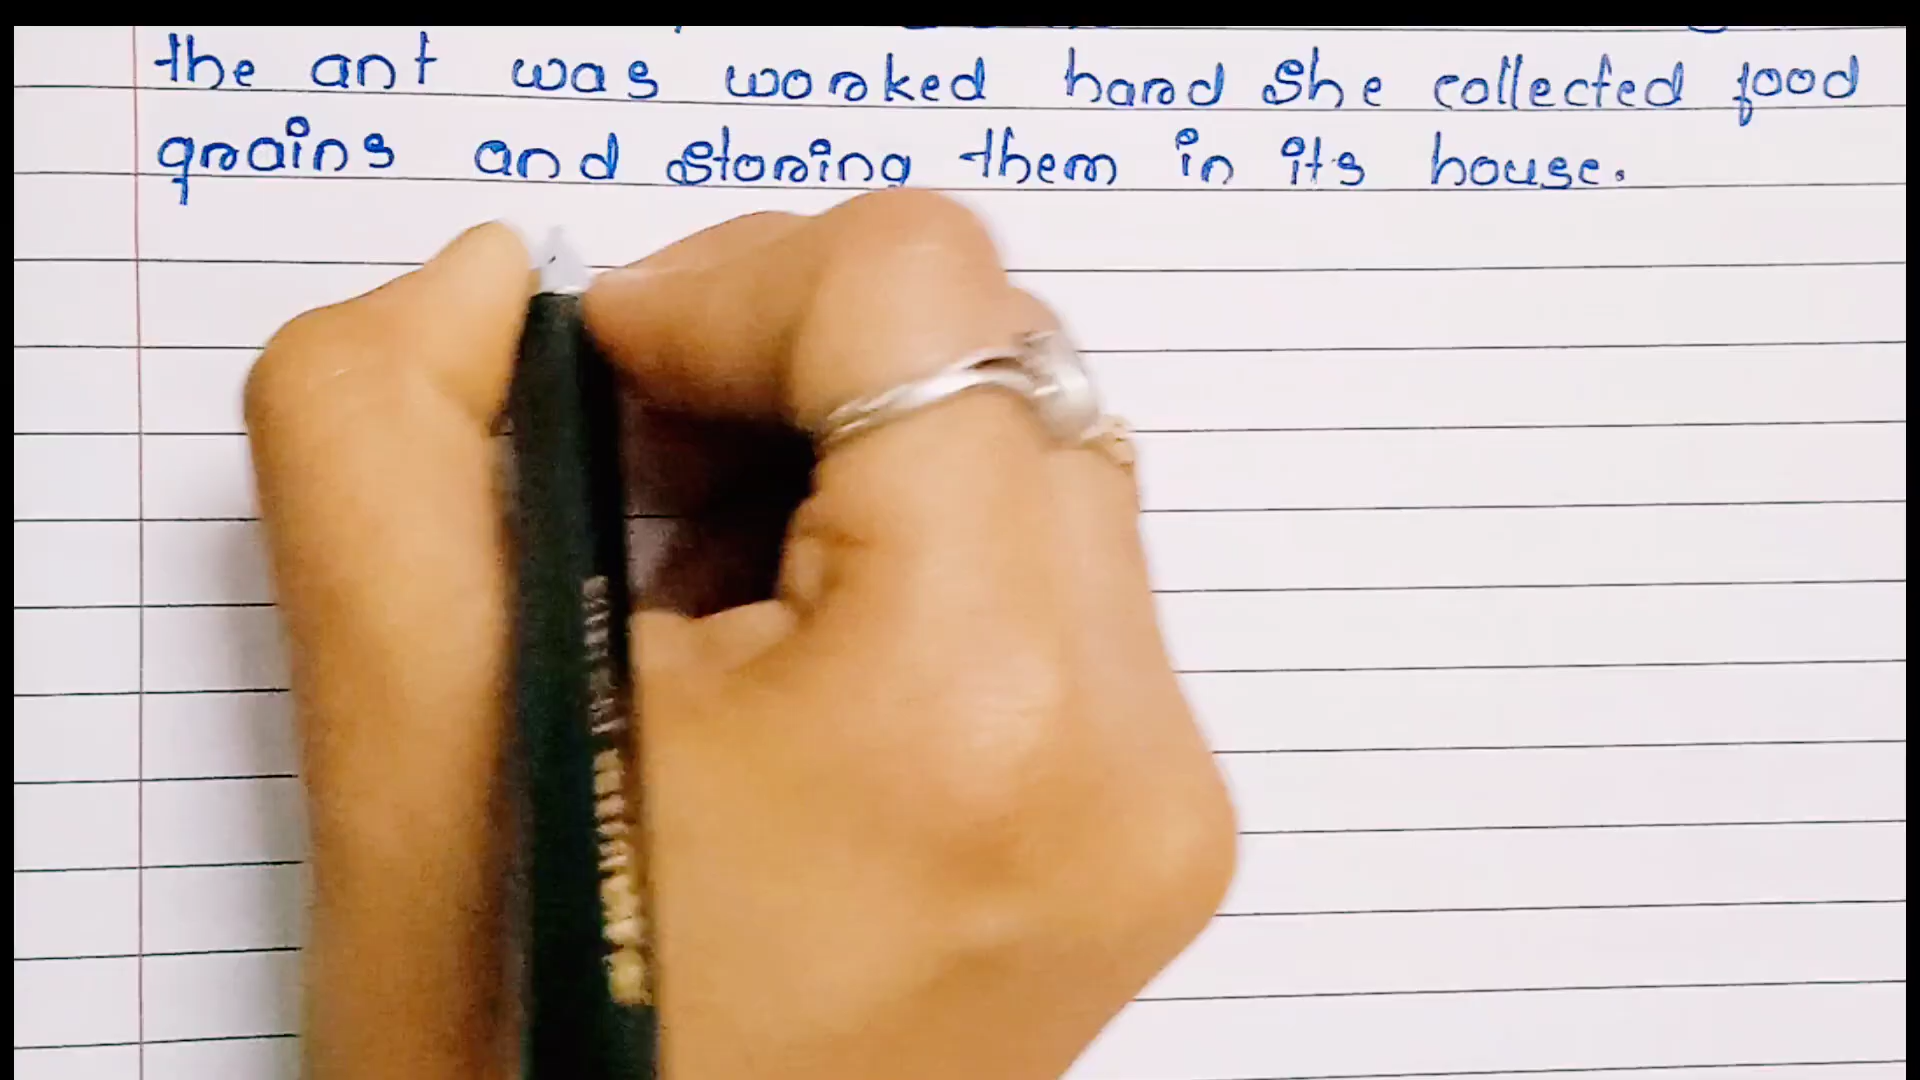 the ant was worked hard she collected food
grains and storing them in its house.